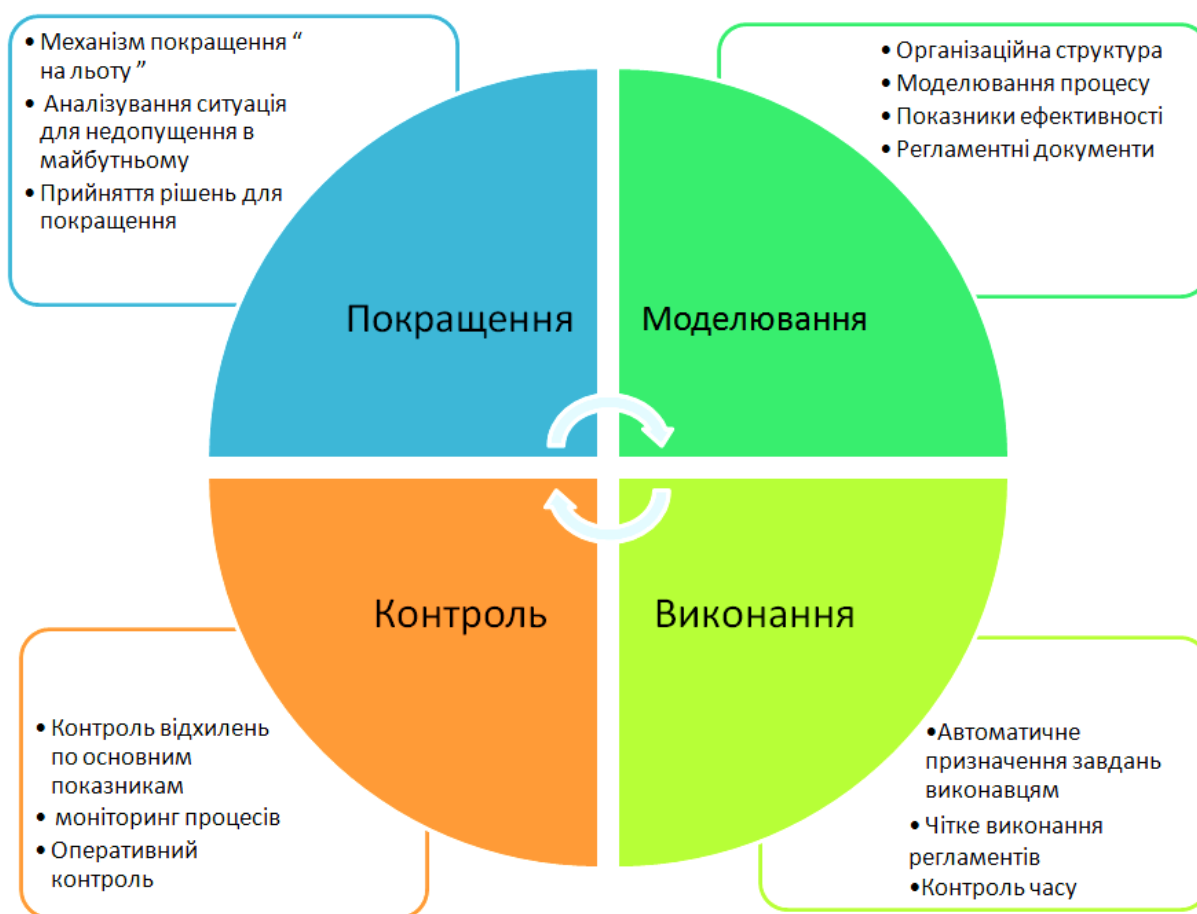 • Механізм покращення “
на льоту ”
• Аналізування ситуація
для недопущення в
майбутньому
• Прийняття рішень для
покращення
• Організаційна структура
• Моделювання процесу
• Показники ефективності
• Регламентні документи
Покращення
Моделювання
Контроль
Виконання
• Контроль відхилень
по основним
показникам
• моніторинг процесів
• Оперативний
контроль
•Автоматичне
призначення завдань
виконавцям
• Чітке виконання
регламентів
•Контроль часу